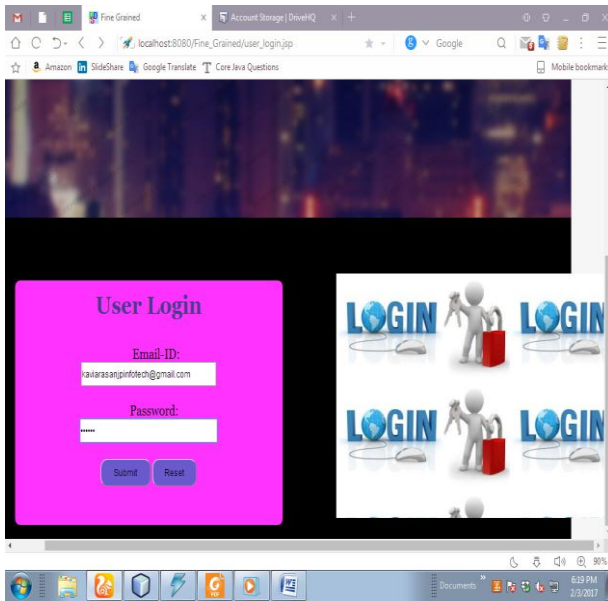 Fine Grained
Account Storage | DriveHQ
localhost:8080/Fine_Grained/user_login.jsp
Google
Amazon SlideShare Google Translate Core Java Questions
Mobile bookmark
User Login
Email-ID:
kaviarasanjpinfotech@gmail.com
Password:
Submit Reset
LOGIN LOGIN
LOGIN LOGIN
90%
Documents
6:19 PM
2/3/2017